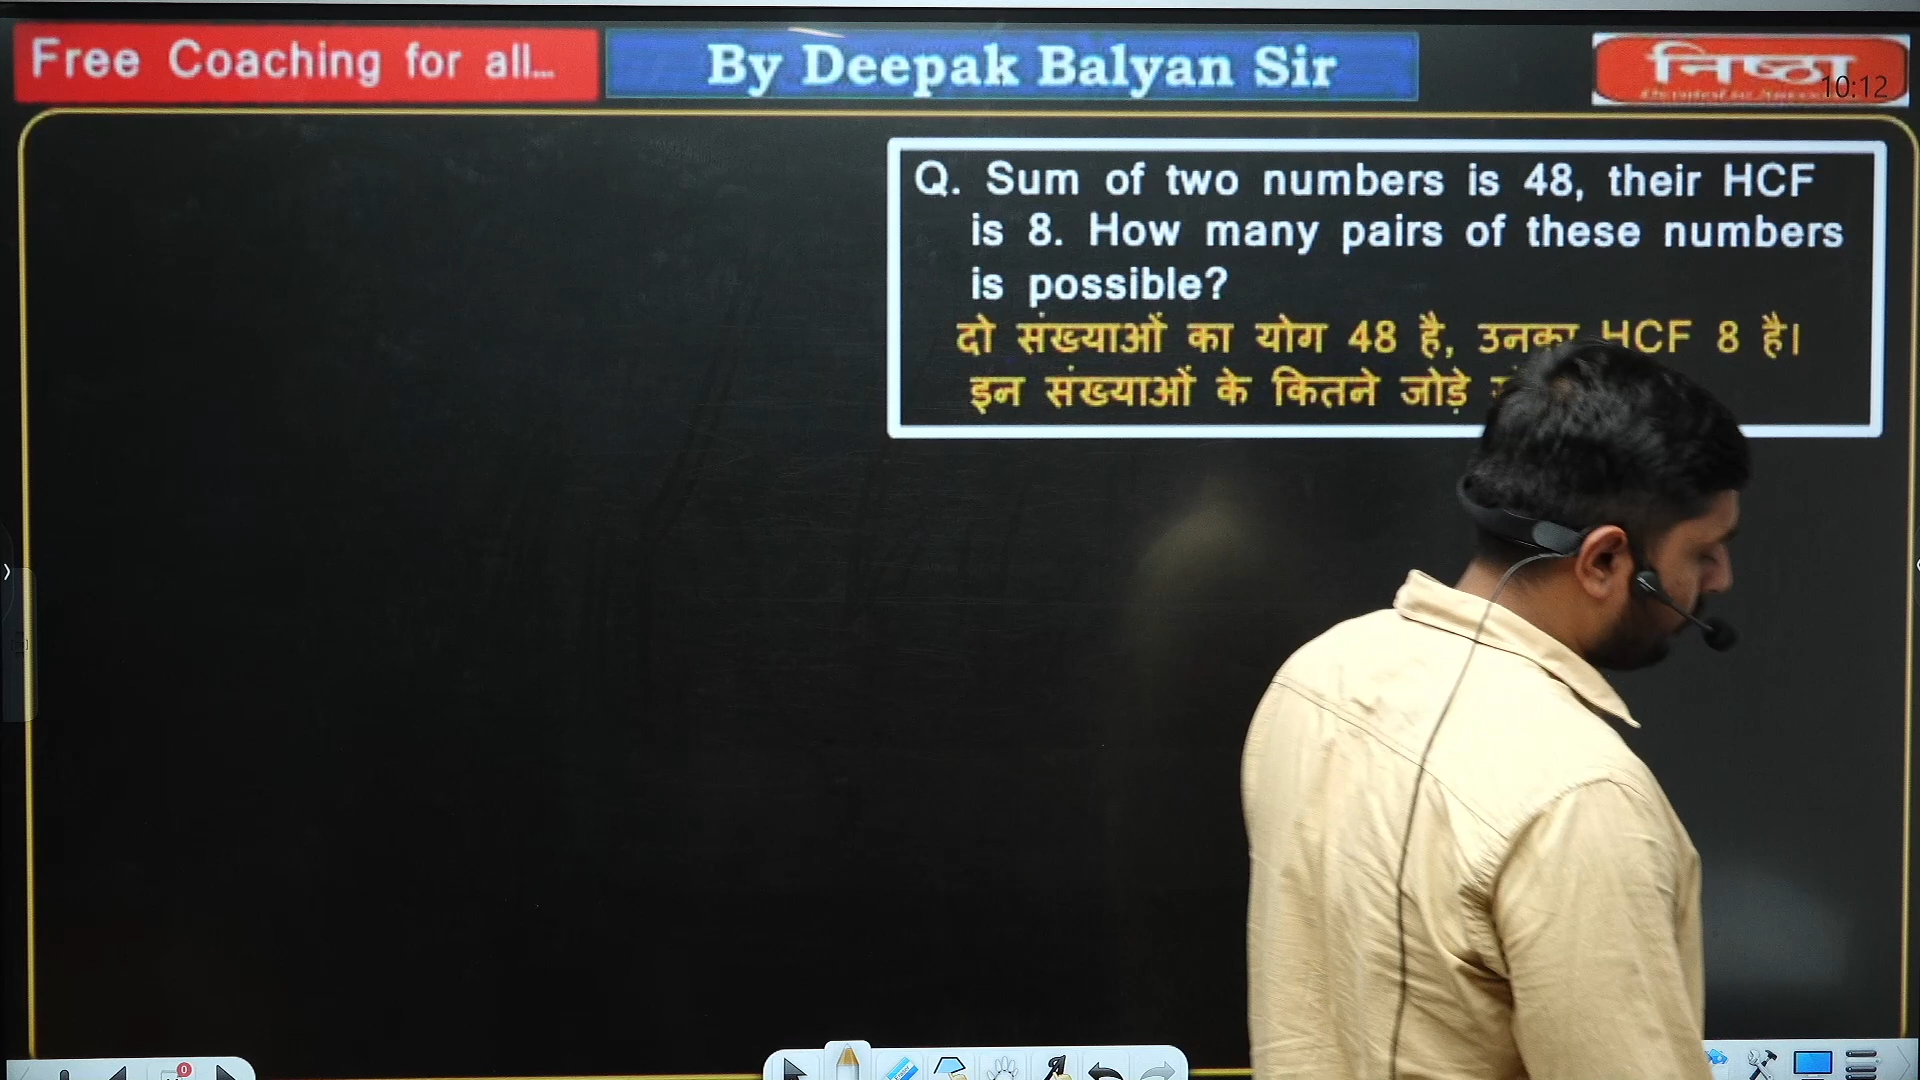 Free Coaching for all...
By Deepak Balyan Sir
निष्ठा
10:12
Q. Sum of two numbers is 48, their HCF
is 8. How many pairs of these numbers
is possible?
दो संख्याओं का योग 48 है, उनका HCF 8 है।
इन संख्याओं के कितने जोड़े
0